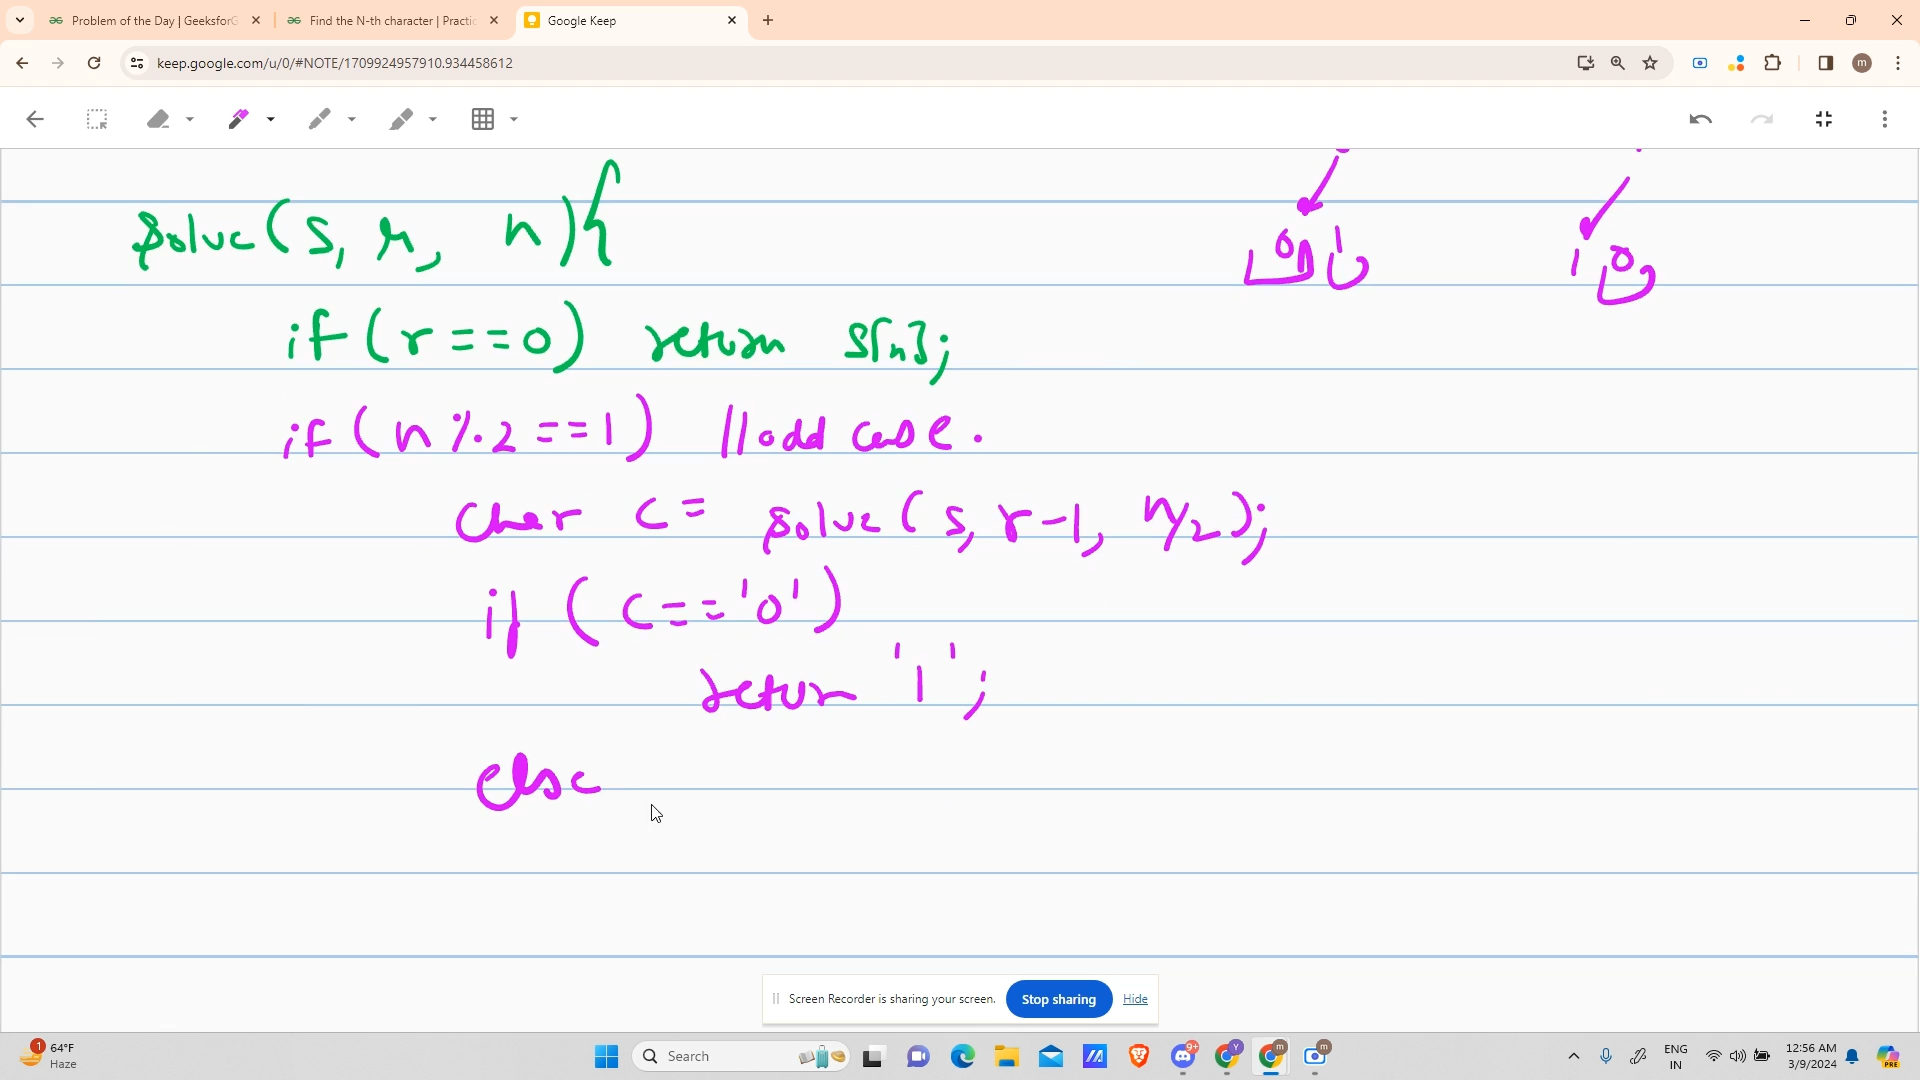 Problem of the Day | GeeksforG
Find the N-th character | Practic
Google Keep
keep.google.com/u/0/#NOTE/1709924957910.934458612
m
solve(s, r, n){
0 1
1 0
if(r==0) return s[n];
if(n%2==1) //odd case.
char c= solve(s, r-1, n/2);
if (c=='0')
return '1';
else
Screen Recorder is sharing your screen.
Stop sharing
Hide
1
64°F
Haze
Search
9+
Y
m
m
ENG
IN
12:56 AM
3/9/2024
PRE